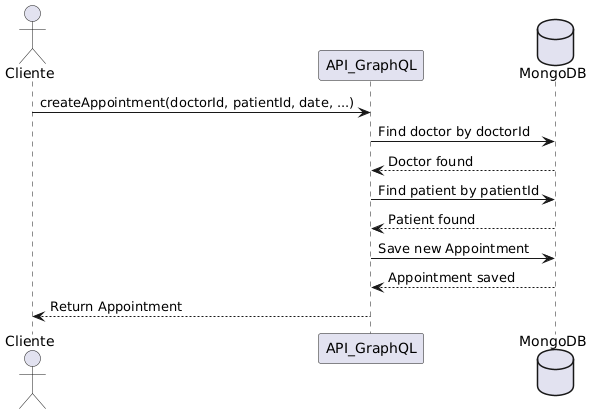 Cliente
API_GraphQL
MongoDB
createAppointment(doctorId, patientId, date, ...)
Find doctor by doctorId
Doctor found
Find patient by patientId
Patient found
Save new Appointment
Appointment saved
Return Appointment
Cliente
API_GraphQL
MongoDB